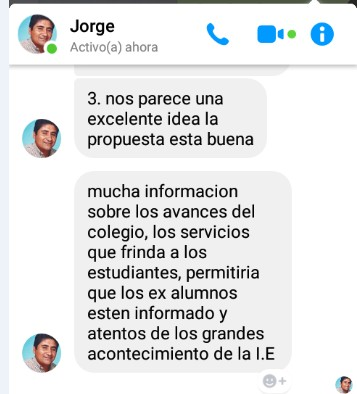 Jorge
Activo(a) ahora
3. nos parece una
excelente idea la
propuesta esta buena
mucha informacion
sobre los avances del
colegio, los servicios
que frinda a los
estudiantes, permitiria
que los ex alumnos
esten informado y
atentos de los grandes
acontecimiento de la I.E